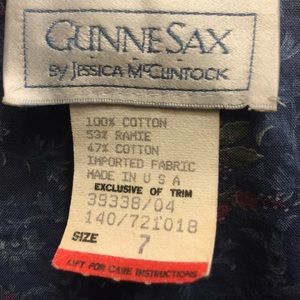 GUNNE SAX
BY JESSICA MCCLINTOCK
100% COTTON
53% RAMIE
47% COTTON
IMPORTED FABRIC
MADE IN U S A
EXCLUSIVE OF TRIM
39338/04
140/721018
SIZE 7
LIFT FOR CARE INSTRUCTIONS